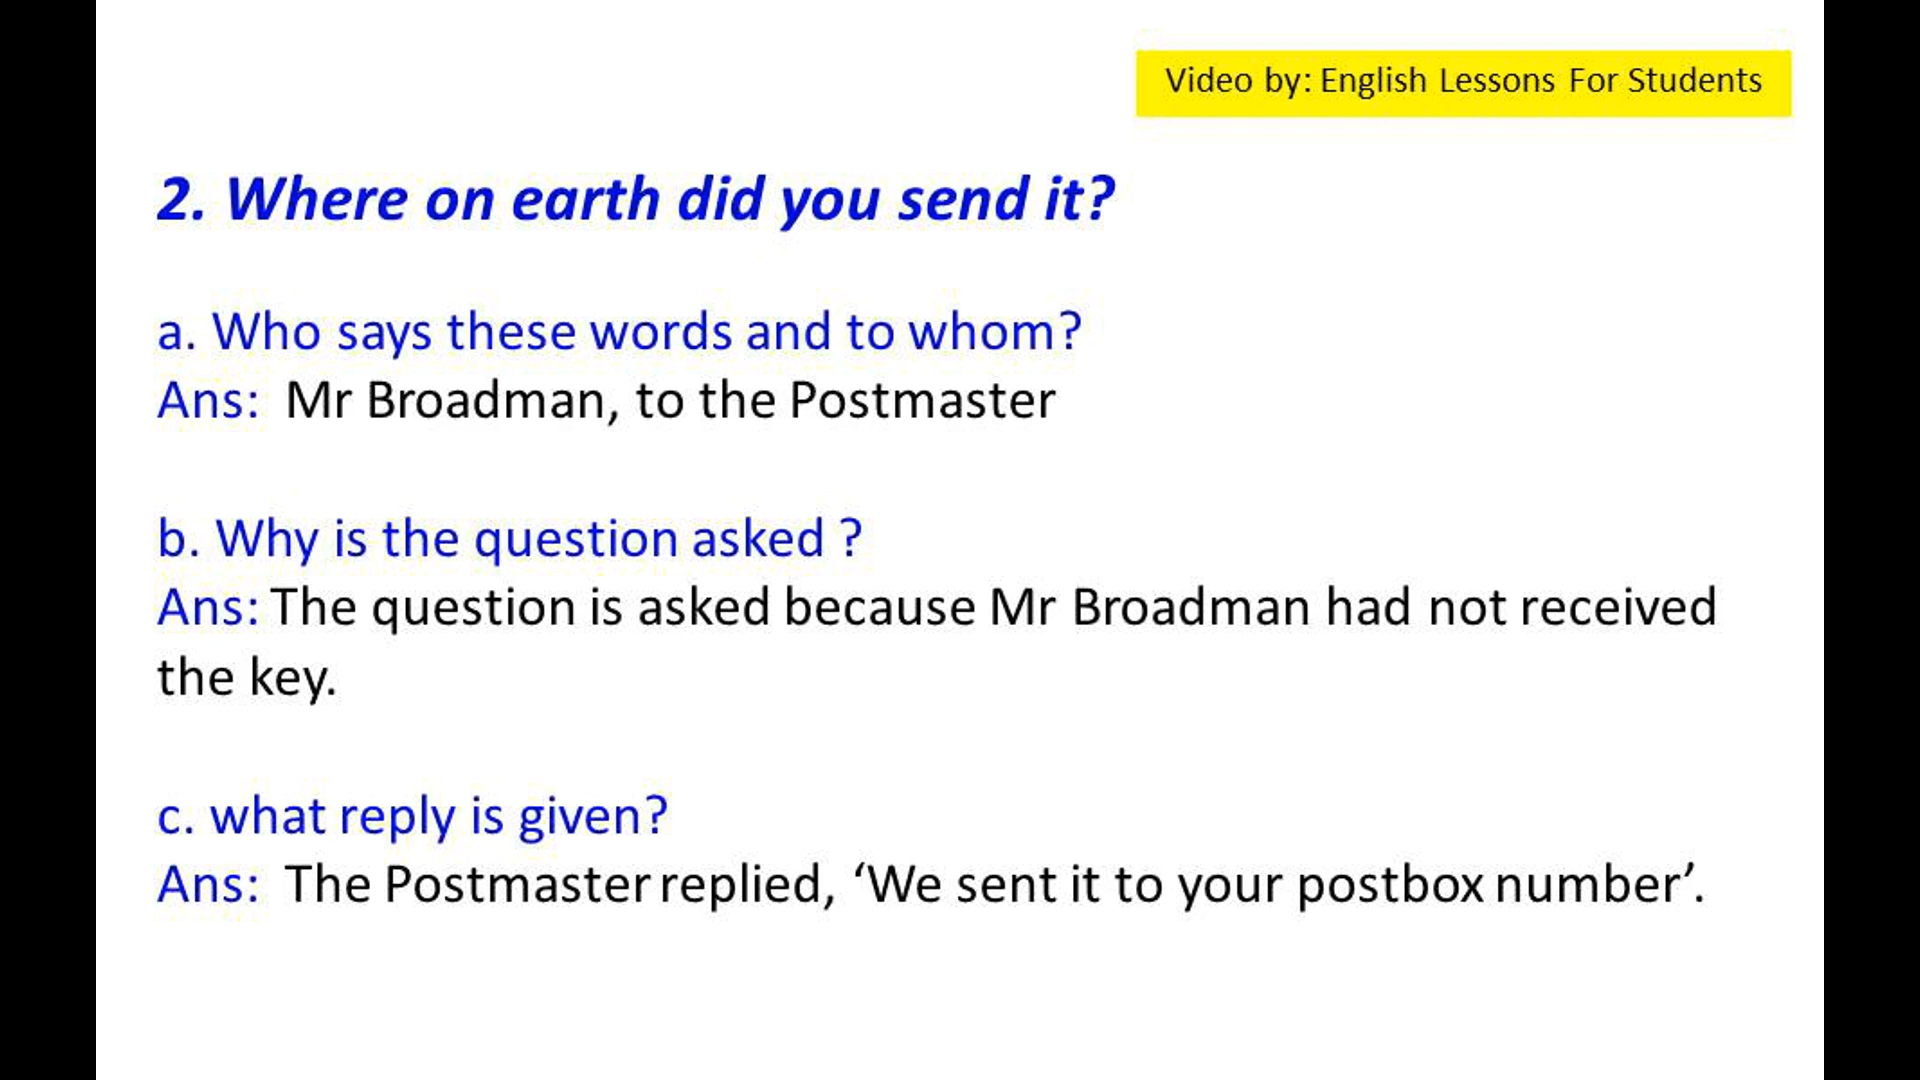 Video by: English Lessons For Students
2. Where on earth did you send it?
a. Who says these words and to whom?
Ans: Mr Broadman, to the Postmaster
b. Why is the question asked ?
Ans: The question is asked because Mr Broadman had not received
the key.
c. what reply is given?
Ans: The Postmaster replied, ‘We sent it to your postbox number’.